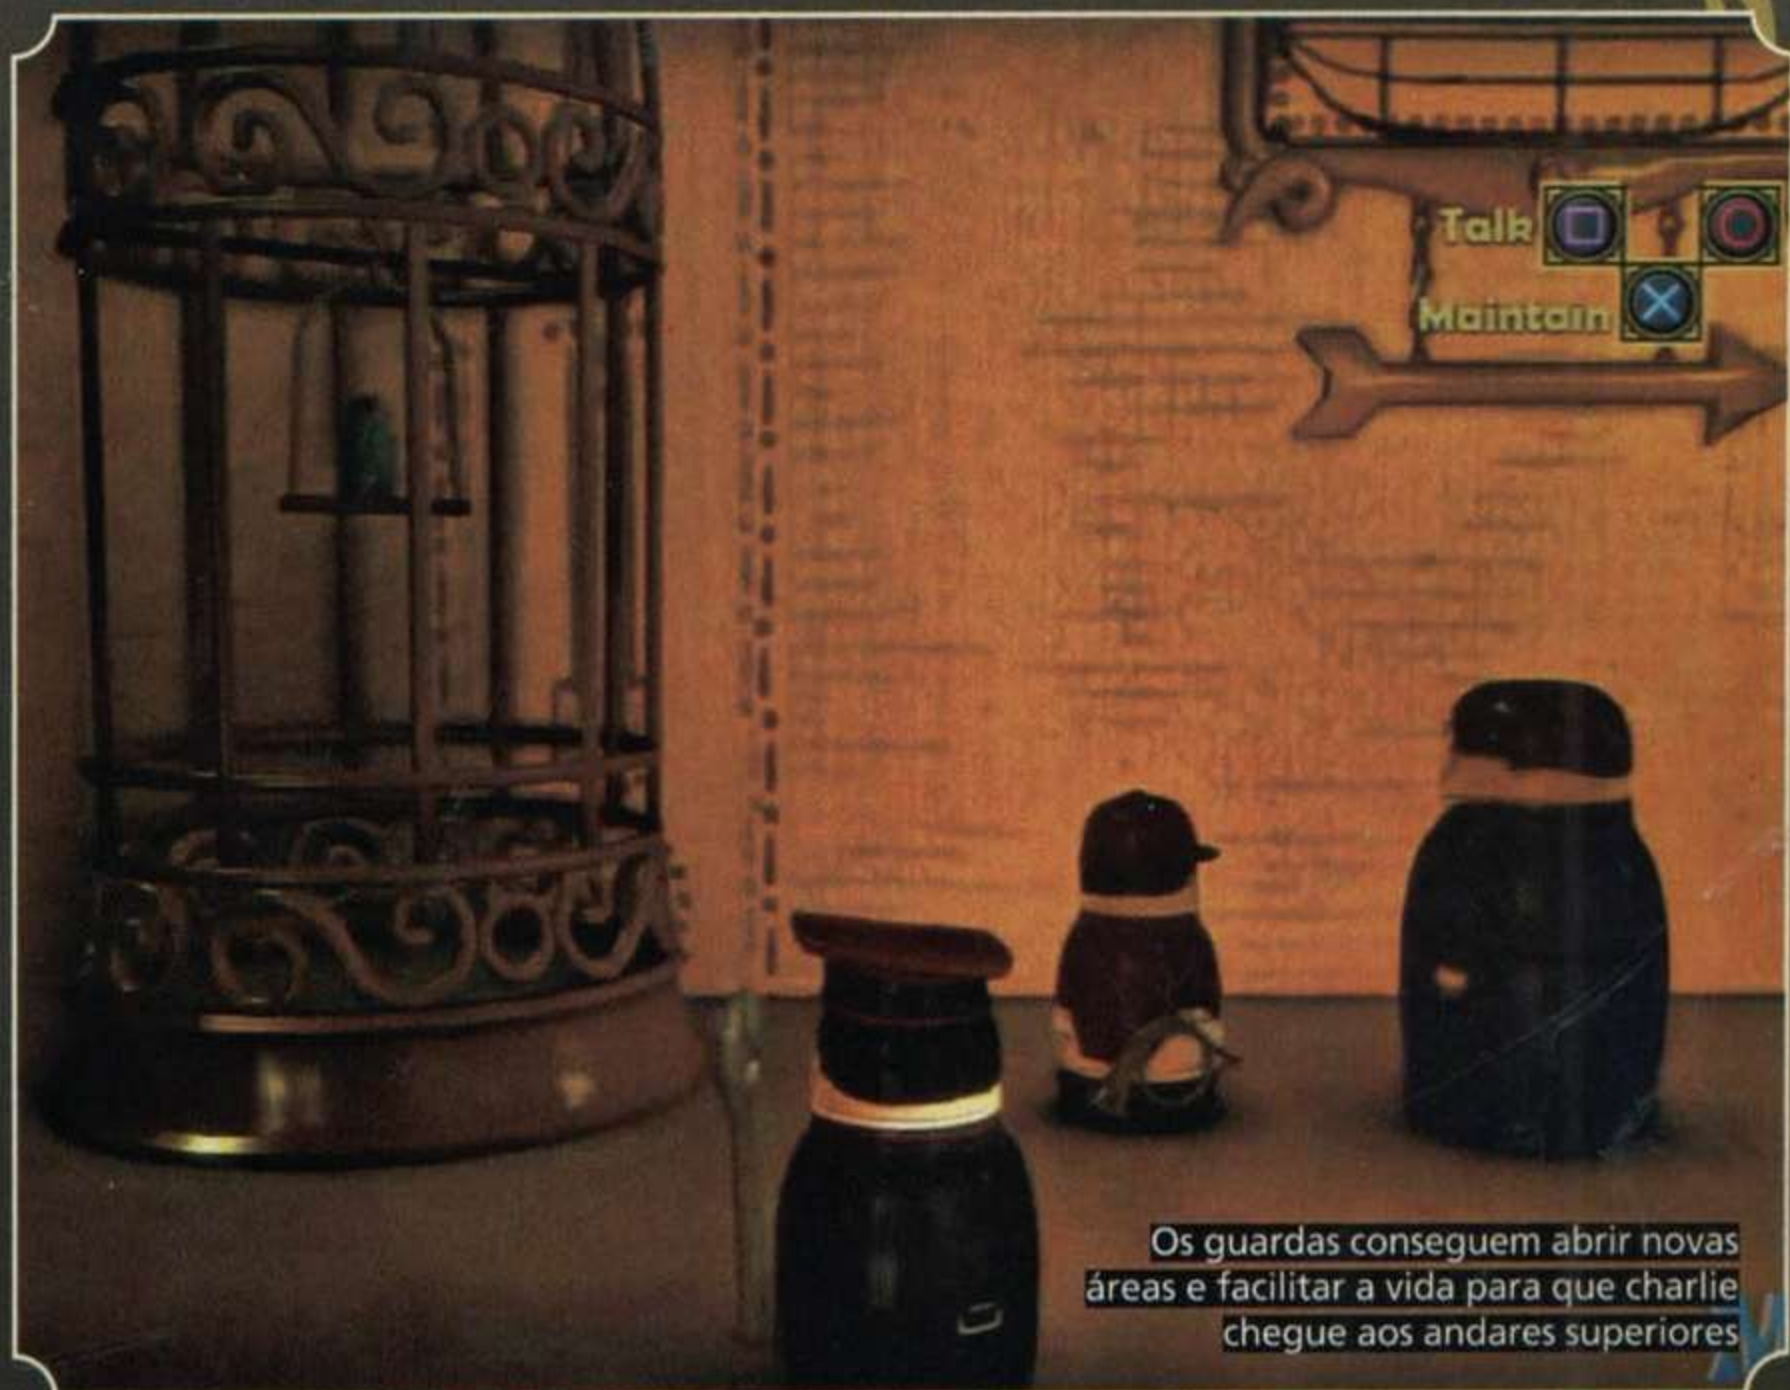 Talk
Maintain
Os guardas conseguem abrir novas
áreas e facilitar a vida para que charlie
chegue aos andares superiores